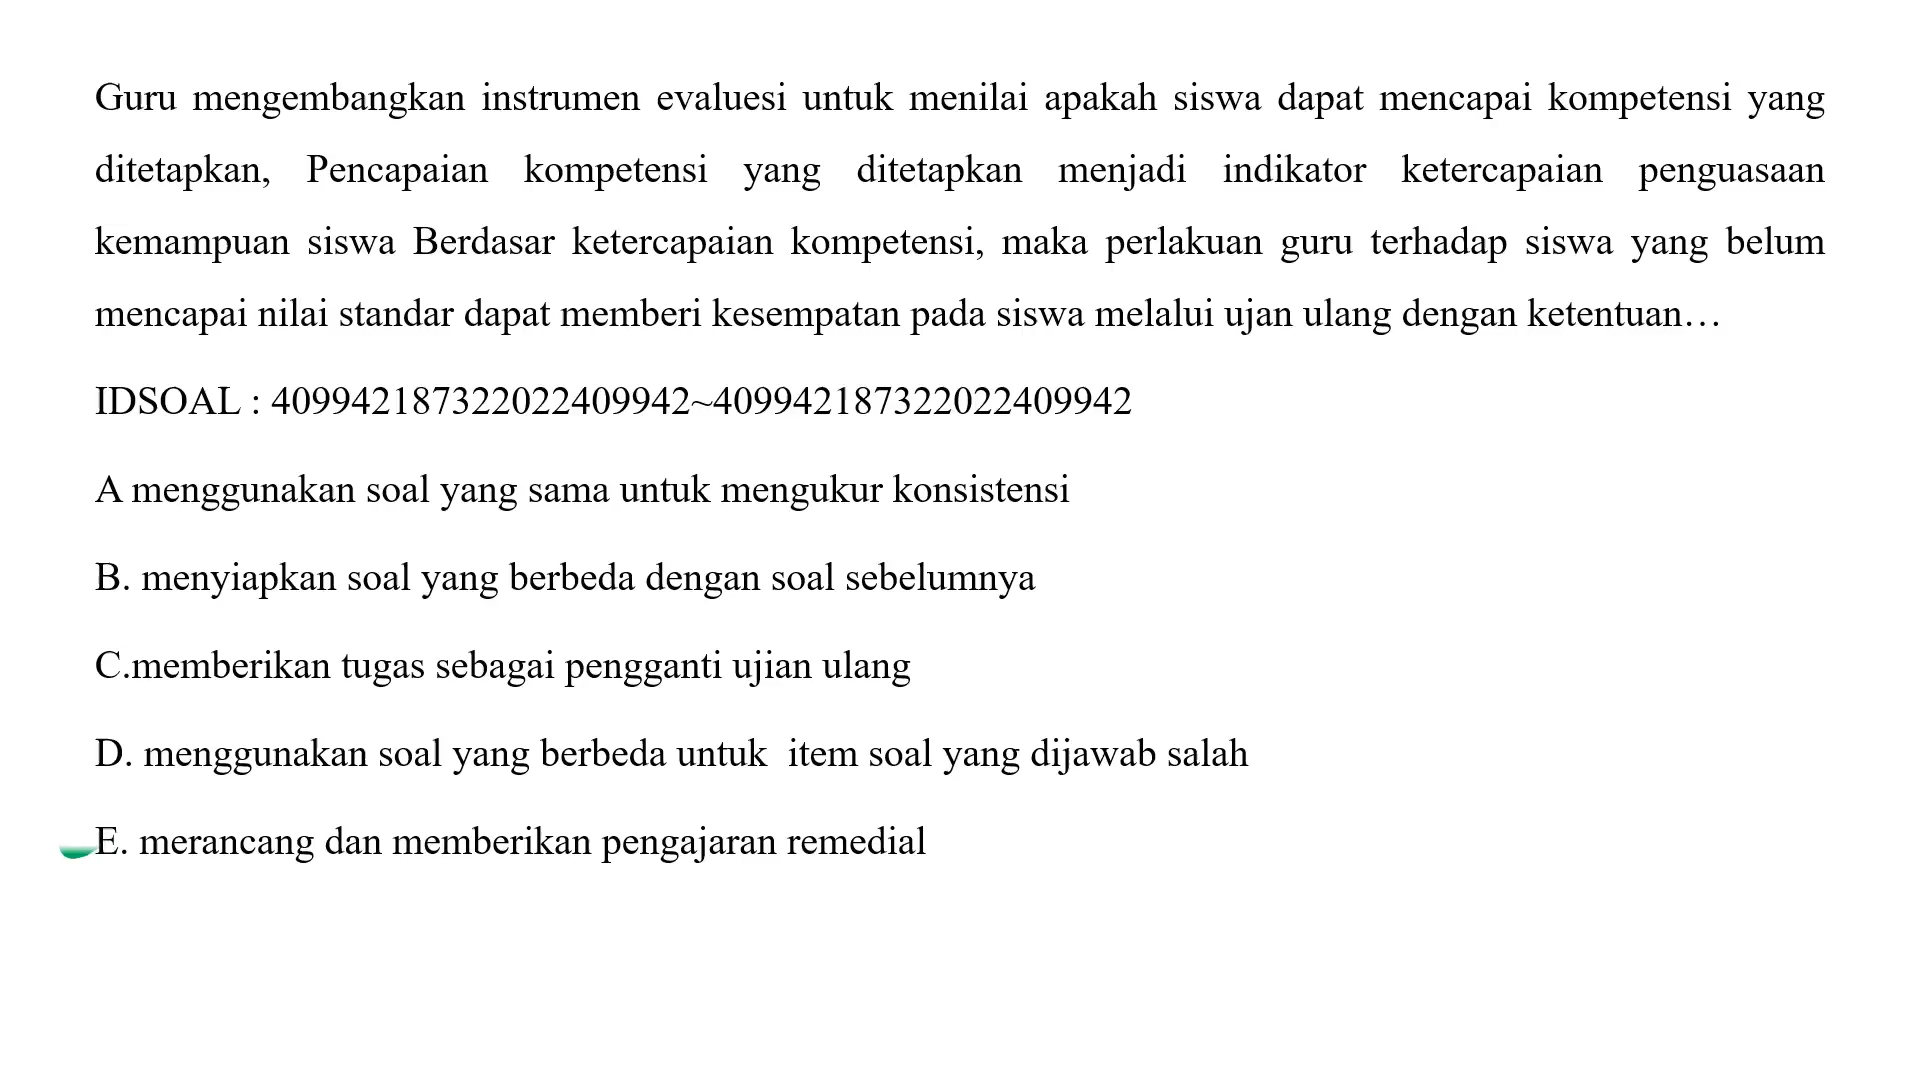 Guru mengembangkan instrumen evaluesi untuk menilai apakah siswa dapat mencapai kompetensi yang
ditetapkan, Pencapaian kompetensi yang ditetapkan menjadi indikator ketercapaian penguasaan
kemampuan siswa Berdasar ketercapaian kompetensi, maka perlakuan guru terhadap siswa yang belum
mencapai nilai standar dapat memberi kesempatan pada siswa melalui ujan ulang dengan ketentuan…
IDSOAL : 409942187322022409942~409942187322022409942
A menggunakan soal yang sama untuk mengukur konsistensi
B. menyiapkan soal yang berbeda dengan soal sebelumnya
C.memberikan tugas sebagai pengganti ujian ulang
D. menggunakan soal yang berbeda untuk  item soal yang dijawab salah
E. merancang dan memberikan pengajaran remedial